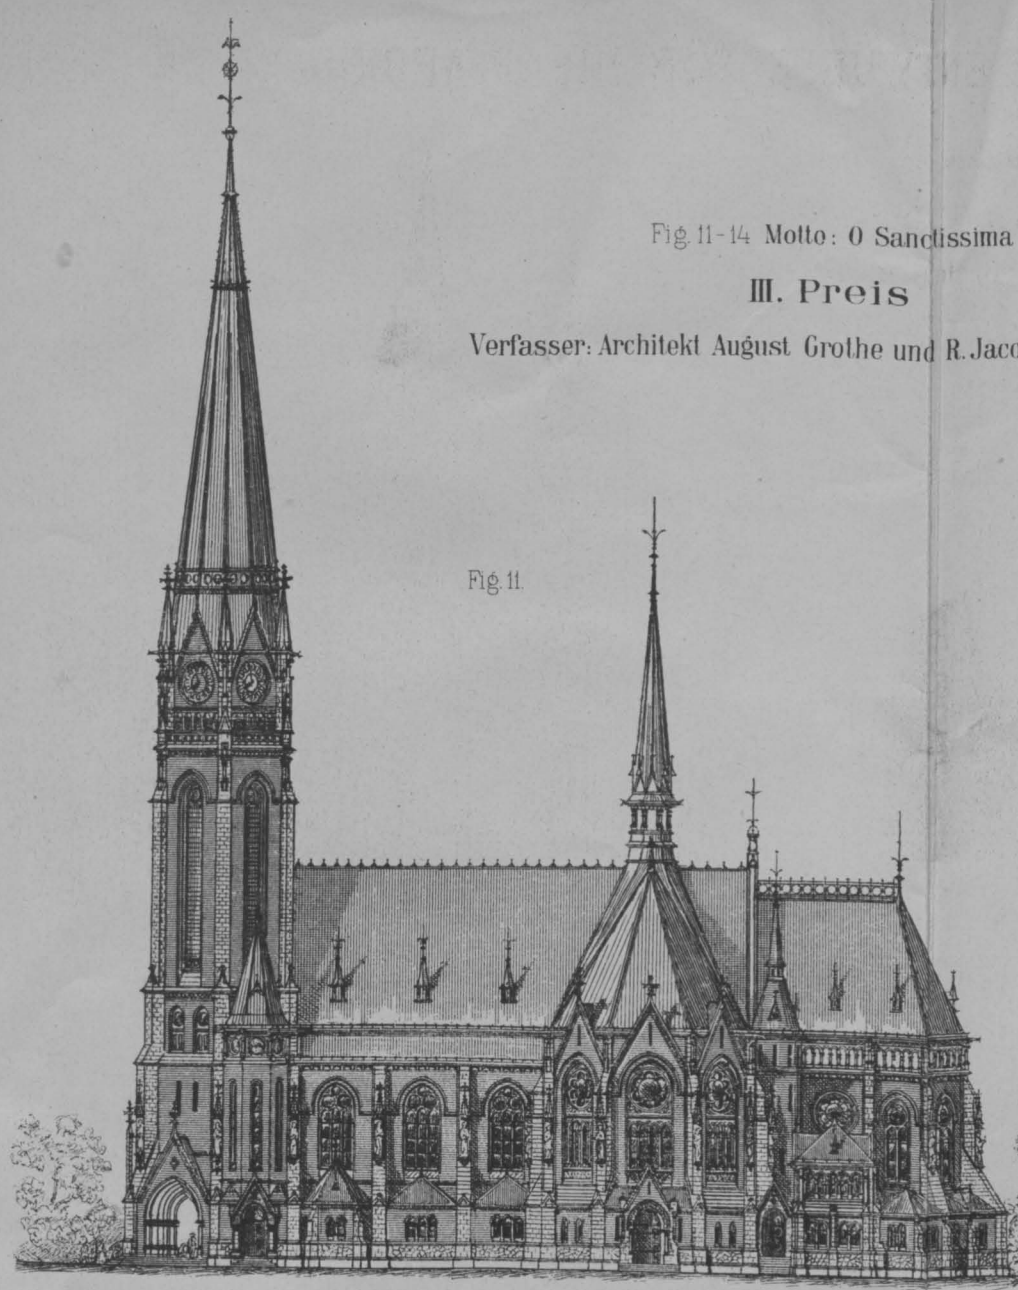 Fig. 11-14 Motto: O Sanctissima
III. Preis
Verfasser: Architekt August Grothe und R. Jaco
Fig. 11.